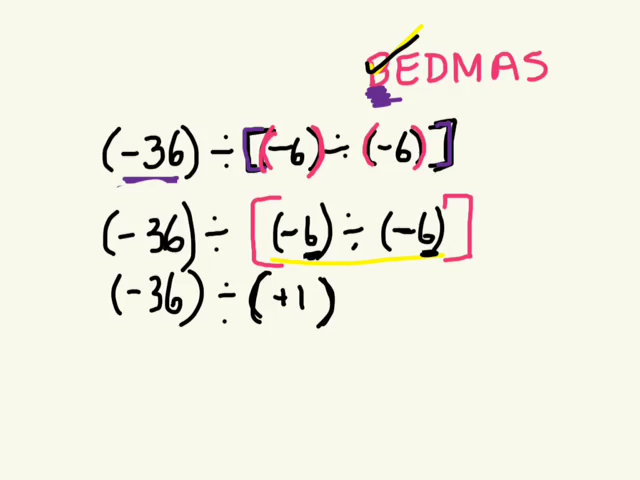 BEDMAS
(-36) ÷ [(-6) ÷ (-6)]
(-36) ÷ [(-6) ÷ (-6)]
(-36) ÷ (+1)